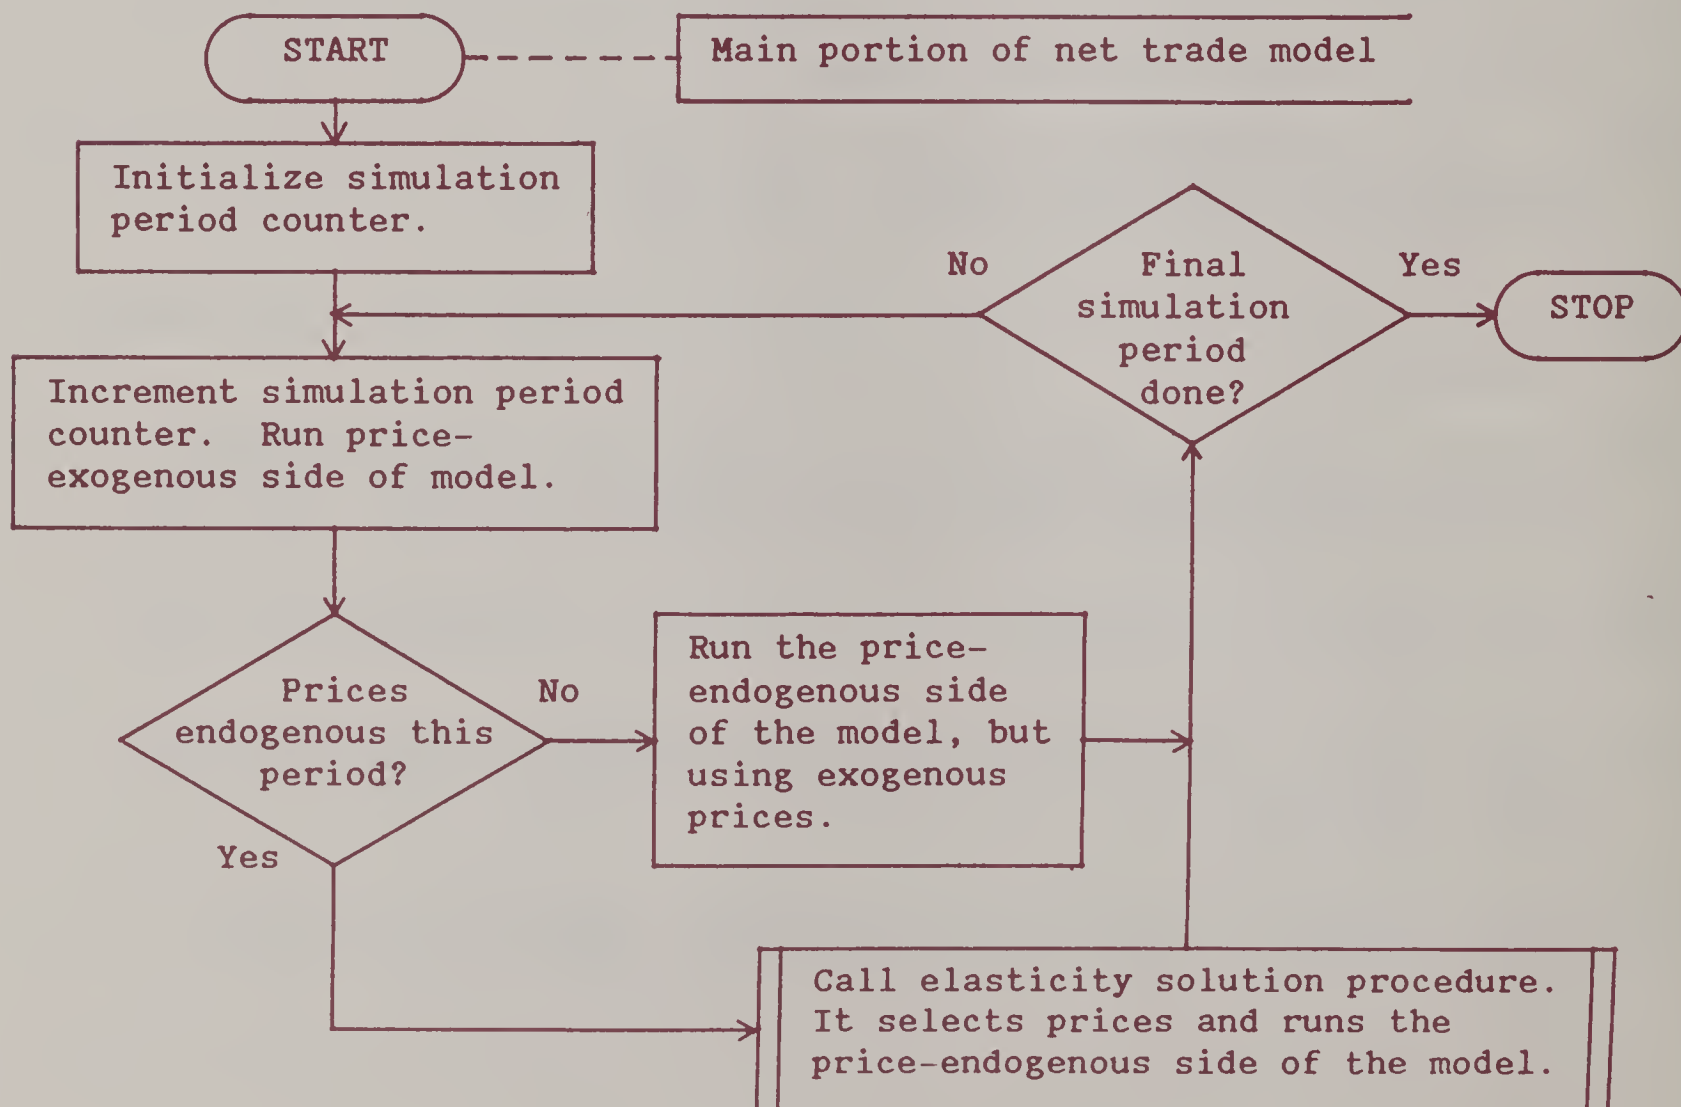 START
Main portion of net trade model
Initialize simulation
period counter.
No
Final
simulation
period
done?
Yes
STOP
Increment simulation period
counter. Run price-
exogenous side of model.
Prices
endogenous this
period?
No
Yes
Run the price-
endogenous side
of the model, but
using exogenous
prices.
Call elasticity solution procedure.
It selects prices and runs the
price-endogenous side of the model.